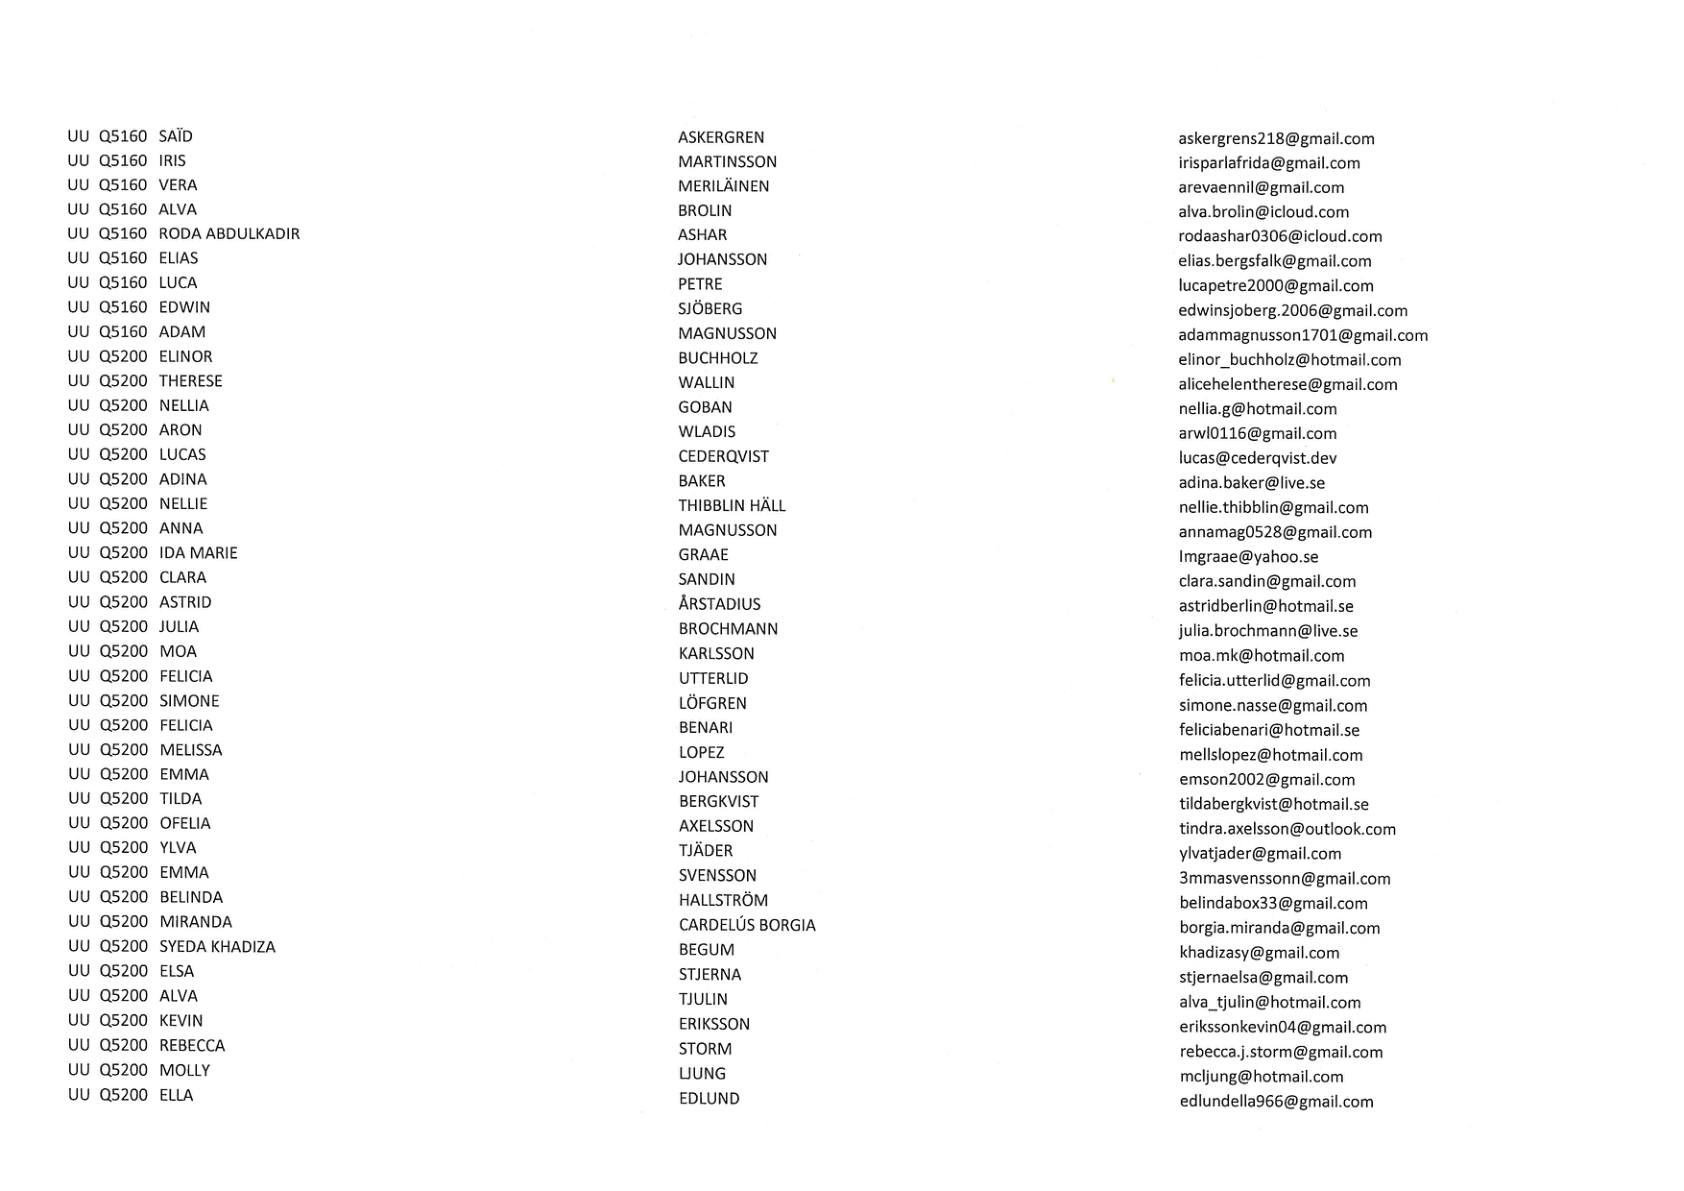 UU Q5160 SAÏD ASKERGREN askergrens218@gmail.com
UU Q5160 IRIS MARTINSSON irisparlafrida@gmail.com
UU Q5160 VERA MERILÄINEN arevaennil@gmail.com
UU Q5160 ALVA BROLIN alva.brolin@icloud.com
UU Q5160 RODA ABDULKADIR ASHAR rodaashar0306@icloud.com
UU Q5160 ELIAS JOHANSSON elias.bergsfalk@gmail.com
UU Q5160 LUCA PETRE lucapetre2000@gmail.com
UU Q5160 EDWIN SJÖBERG edwinsjoberg.2006@gmail.com
UU Q5160 ADAM MAGNUSSON adammagnusson1701@gmail.com
UU Q5200 ELINOR BUCHHOLZ elinor_buchholz@hotmail.com
UU Q5200 THERESE WALLIN alicehelentherese@gmail.com
UU Q5200 NELLIA GOBAN nellia.g@hotmail.com
UU Q5200 ARON WLADIS arwl0116@gmail.com
UU Q5200 LUCAS CEDERQVIST lucas@cederqvist.dev
UU Q5200 ADINA BAKER adina.baker@live.se
UU Q5200 NELLIE THIBBLIN HÄLL nellie.thibblin@gmail.com
UU Q5200 ANNA MAGNUSSON annamag0528@gmail.com
UU Q5200 IDA MARIE GRAAE Imgraae@yahoo.se
UU Q5200 CLARA SANDIN clara.sandin@gmail.com
UU Q5200 ASTRID ÅRSTADIUS astridberlin@hotmail.se
UU Q5200 JULIA BROCHMANN julia.brochmann@live.se
UU Q5200 MOA KARLSSON moa.mk@hotmail.com
UU Q5200 FELICIA UTTERLID felicia.utterlid@gmail.com
UU Q5200 SIMONE LÖFGREN simone.nasse@gmail.com
UU Q5200 FELICIA BENARI feliciabenari@hotmail.se
UU Q5200 MELISSA LOPEZ mellslopez@hotmail.com
UU Q5200 EMMA JOHANSSON emson2002@gmail.com
UU Q5200 TILDA BERGKVIST tildabergkvist@hotmail.se
UU Q5200 OFELIA AXELSSON tindra.axelsson@outlook.com
UU Q5200 YLVA TJÄDER ylvatjader@gmail.com
UU Q5200 EMMA SVENSSON 3mmasvenssonn@gmail.com
UU Q5200 BELINDA HALLSTRÖM belindabox33@gmail.com
UU Q5200 MIRANDA CARDELÚS BORGIA borgia.miranda@gmail.com
UU Q5200 SYEDA KHADIZA BEGUM khadizasy@gmail.com
UU Q5200 ELSA STJERNA stjernaelsa@gmail.com
UU Q5200 ALVA TJULIN alva_tjulin@hotmail.com
UU Q5200 KEVIN ERIKSSON erikssonkevin04@gmail.com
UU Q5200 REBECCA STORM rebecca.j.storm@gmail.com
UU Q5200 MOLLY LJUNG mcljung@hotmail.com
UU Q5200 ELLA EDLUND edlundella966@gmail.com